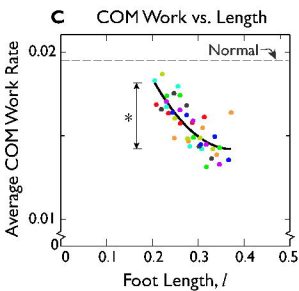 C COM Work vs. Length
Average COM Work Rate
0.02
Normal
*
0.01
0
0 0.1 0.2 0.3 0.4 0.5
Foot Length, l